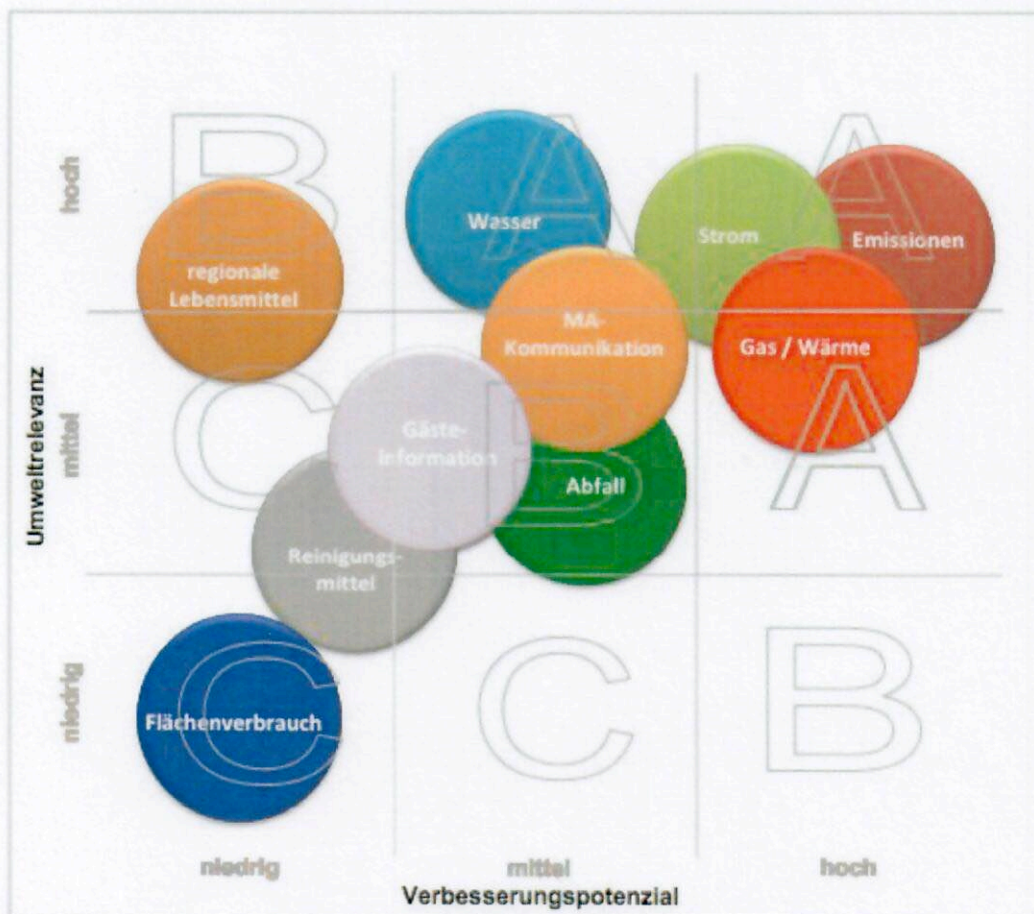 hoch
B
A
A
Wasser
Strom
Emissionen
regionale
Lebensmittel
MA-
Kommunikation
Gas / Wärme
Umweltrelevanz
mittel
C
B
A
Gäste-
information
Abfall
Reinigungs-
mittel
niedrig
C
C
B
Flächenverbrauch
niedrig
mittel
hoch
Verbesserungspotenzial